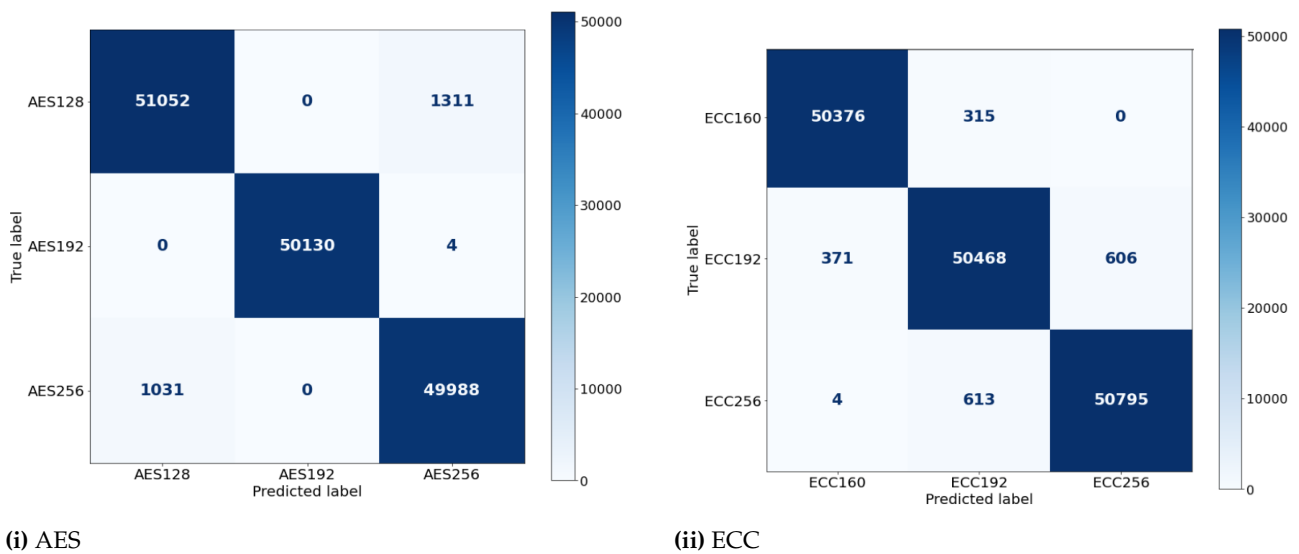 50000
AES128
51052 0 1311
40000
30000
True label
AES192
0 50130 4
20000
10000
AES256
1031 0 49988
0
AES128 AES192 AES256
Predicted label
(i) AES
50000
ECC160
50376 315 0
40000
30000
True label
ECC192
371 50468 606
20000
10000
ECC256
4 613 50795
0
ECC160 ECC192 ECC256
Predicted label
(ii) ECC